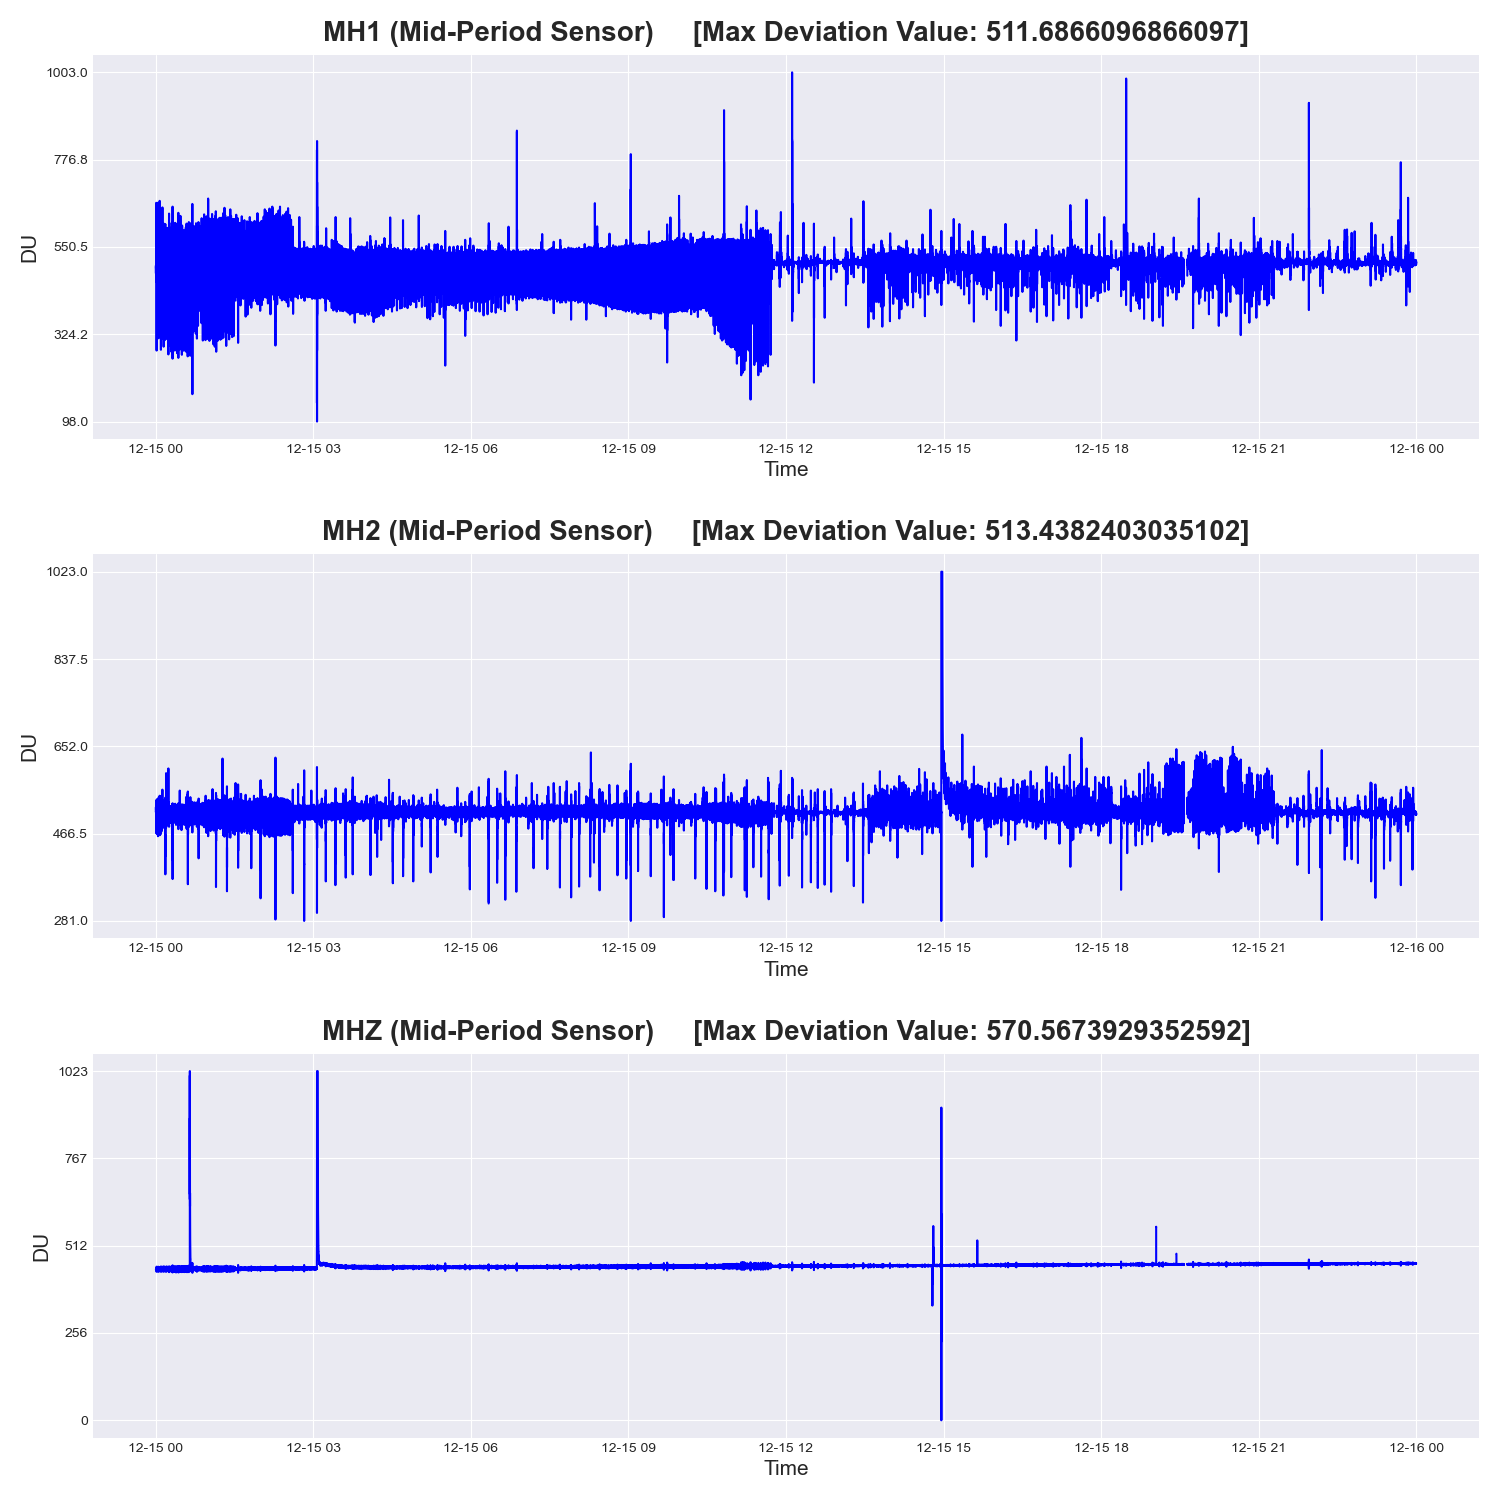 MH1 (Mid-Period Sensor) [Max Deviation Value: 511.6866096866097]
1003.0
776.8
550.5
324.2
98.0
DU
12-15 00 12-15 03 12-15 06 12-15 09 12-15 12 12-15 15 12-15 18 12-15 21 12-16 00
Time
MH2 (Mid-Period Sensor) [Max Deviation Value: 513.4382403035102]
1023.0
837.5
652.0
466.5
281.0
DU
12-15 00 12-15 03 12-15 06 12-15 09 12-15 12 12-15 15 12-15 18 12-15 21 12-16 00
Time
MHZ (Mid-Period Sensor) [Max Deviation Value: 570.5673929352592]
1023
767
512
256
0
DU
12-15 00 12-15 03 12-15 06 12-15 09 12-15 12 12-15 15 12-15 18 12-15 21 12-16 00
Time